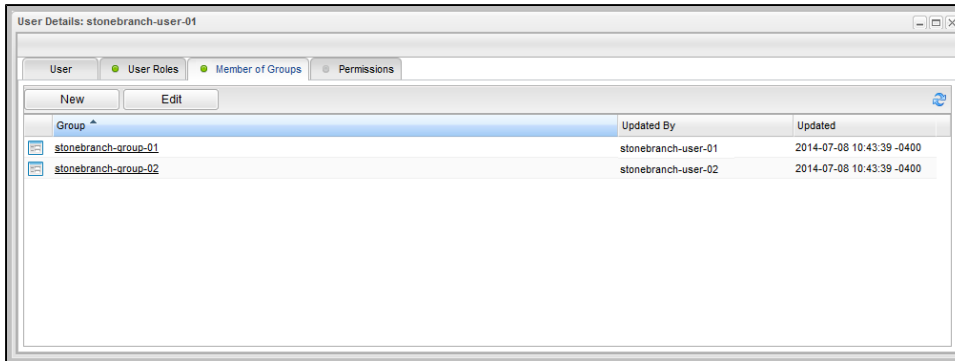 User Details: stonebranch-user-01
User User Roles Member of Groups Permissions
New Edit
Group Updated By Updated
stonebranch-group-01 stonebranch-user-01 2014-07-08 10:43:39 -0400
stonebranch-group-02 stonebranch-user-02 2014-07-08 10:43:39 -0400